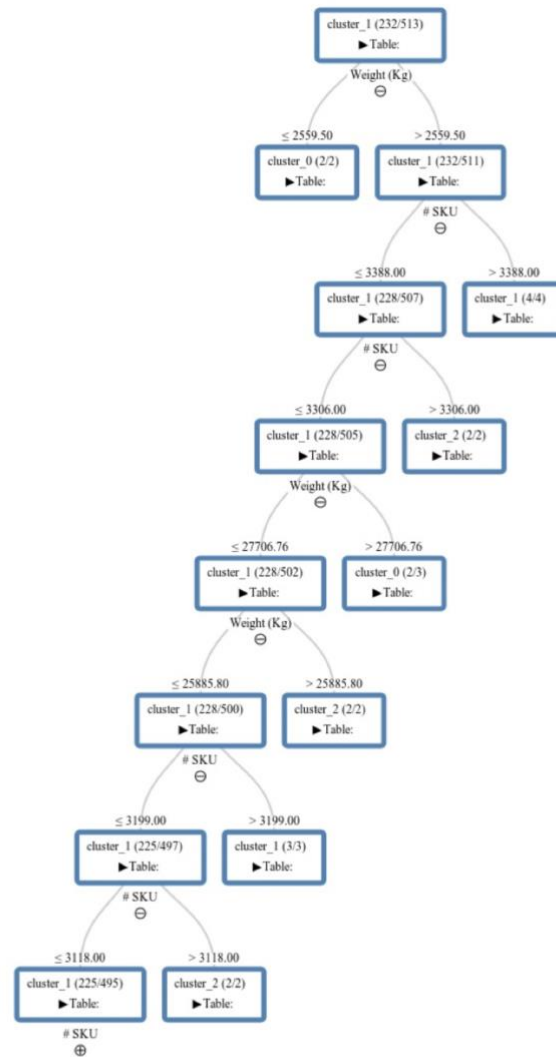 cluster_1 (232/513)
▶Table:
Weight (Kg)
⊖
≤ 2559.50
> 2559.50
cluster_0 (2/2)
▶Table:
cluster_1 (232/511)
▶Table:
# SKU
⊖
≤ 3388.00
> 3388.00
cluster_1 (228/507)
▶Table:
cluster_1 (4/4)
▶Table:
# SKU
⊖
≤ 3306.00
> 3306.00
cluster_1 (228/505)
▶Table:
cluster_2 (2/2)
▶Table:
Weight (Kg)
⊖
≤ 27706.76
> 27706.76
cluster_1 (228/502)
▶Table:
cluster_0 (2/3)
▶Table:
Weight (Kg)
⊖
≤ 25885.80
> 25885.80
cluster_1 (228/500)
▶Table:
cluster_2 (2/2)
▶Table:
# SKU
⊖
≤ 3199.00
> 3199.00
cluster_1 (225/497)
▶Table:
cluster_1 (3/3)
▶Table:
# SKU
⊖
≤ 3118.00
> 3118.00
cluster_1 (225/495)
▶Table:
cluster_2 (2/2)
▶Table:
# SKU
⊕